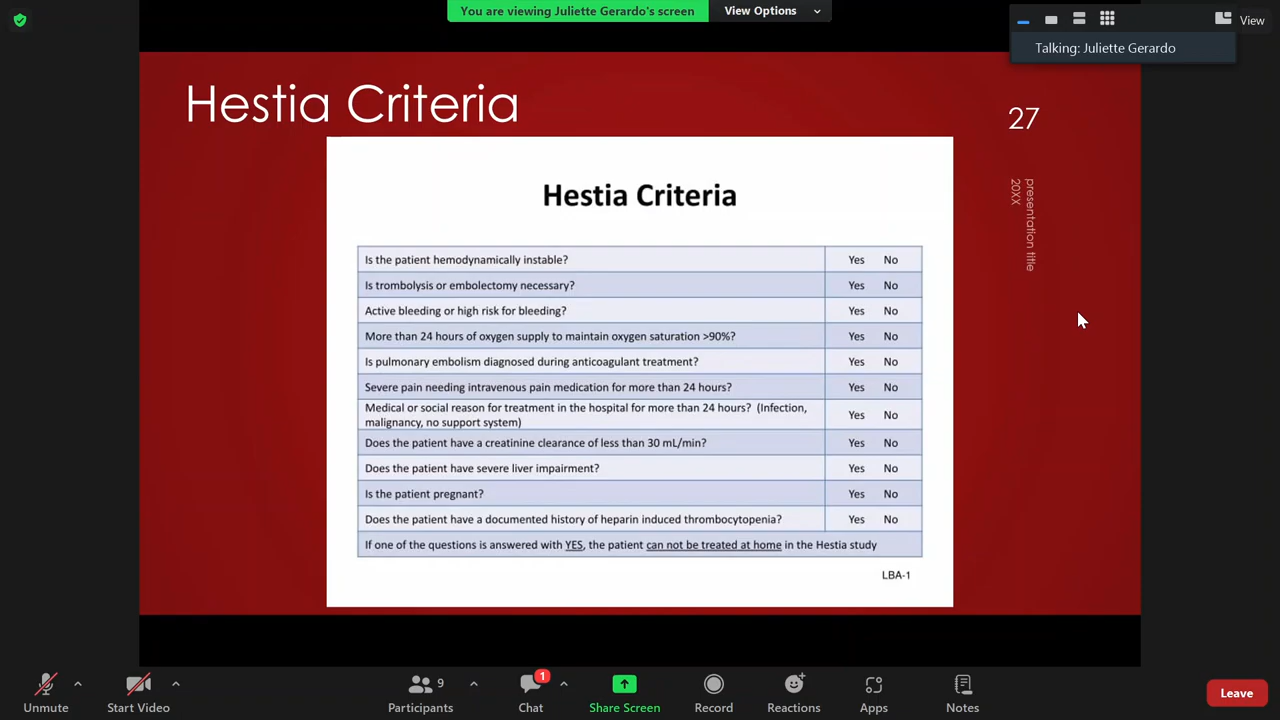 You are viewing Juliette Gerardo's screen
View Options
View
Talking: Juliette Gerardo
Hestia Criteria
27
presentation title
20XX
Hestia Criteria
Is the patient hemodynamically instable? Yes No
Is trombolysis or embolectomy necessary? Yes No
Active bleeding or high risk for bleeding? Yes No
More than 24 hours of oxygen supply to maintain oxygen saturation >90%? Yes No
Is pulmonary embolism diagnosed during anticoagulant treatment? Yes No
Severe pain needing intravenous pain medication for more than 24 hours? Yes No
Medical or social reason for treatment in the hospital for more than 24 hours? (Infection,
malignancy, no support system) Yes No
Does the patient have a creatinine clearance of less than 30 mL/min? Yes No
Does the patient have severe liver impairment? Yes No
Is the patient pregnant? Yes No
Does the patient have a documented history of heparin induced thrombocytopenia? Yes No
If one of the questions is answered with YES, the patient can not be treated at home in the Hestia study
LBA-1
9
1
Unmute
Start Video
Participants
Chat
Share Screen
Record
Reactions
Apps
Notes
Leave